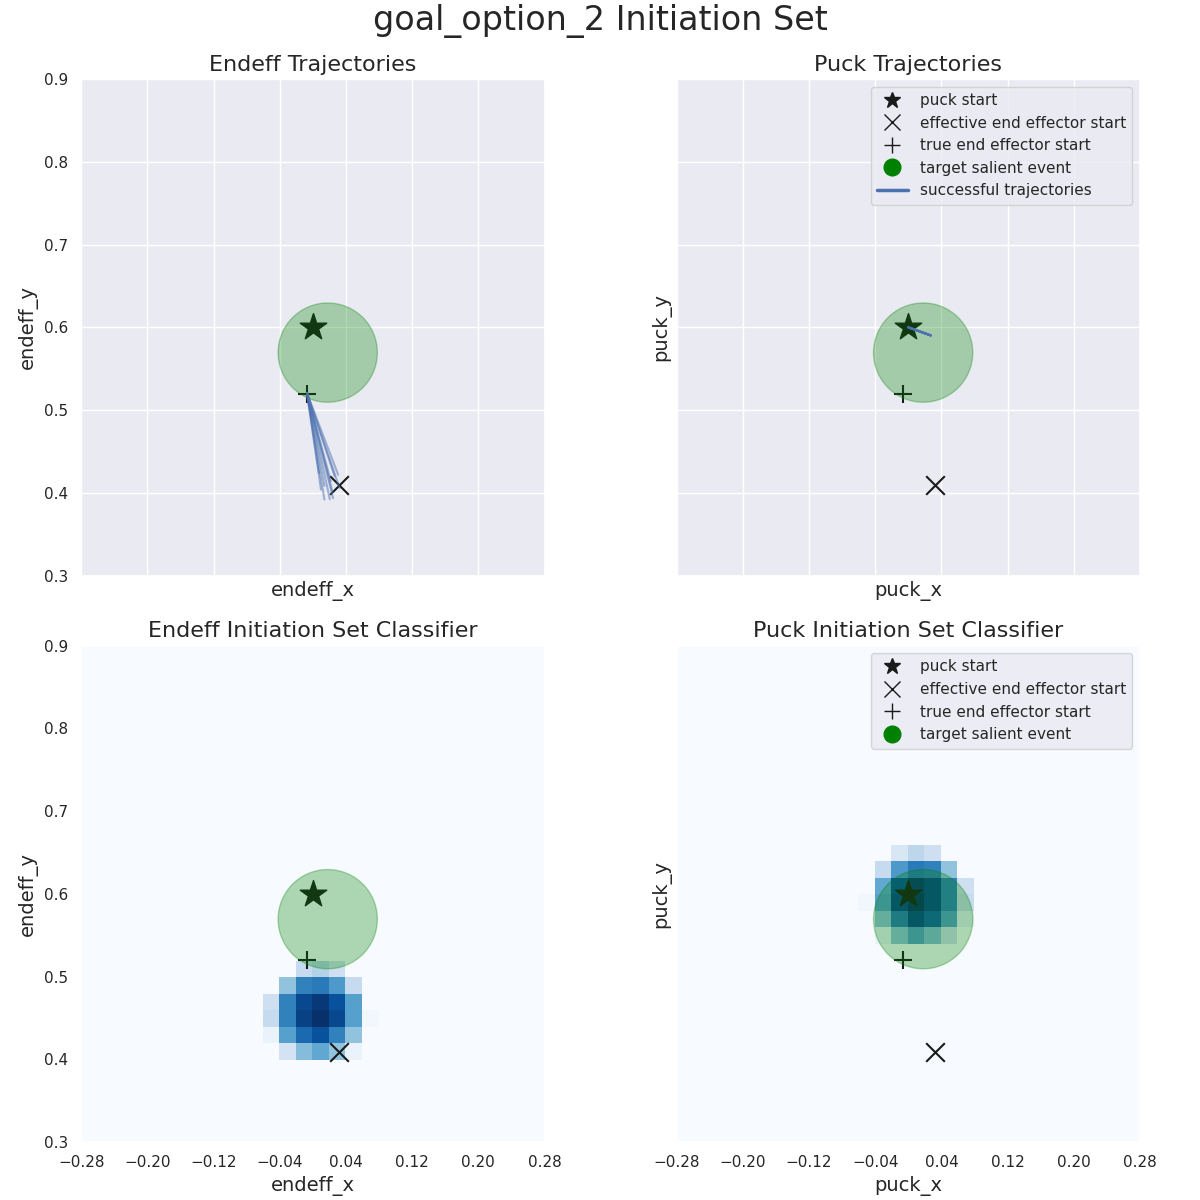 goal_option_2 Initiation Set
Endeff Trajectories
0.9
0.8
0.7
0.6
0.5
0.4
0.3
endeff_y
endeff_x
Puck Trajectories
puck start
effective end effector start
true end effector start
target salient event
successful trajectories
puck_y
puck_x
Endeff Initiation Set Classifier
0.9
0.8
0.7
0.6
0.5
0.4
0.3
endeff_y
−0.28 −0.20 −0.12 −0.04 0.04 0.12 0.20 0.28
endeff_x
Puck Initiation Set Classifier
puck start
effective end effector start
true end effector start
target salient event
puck_y
−0.28 −0.20 −0.12 −0.04 0.04 0.12 0.20 0.28
puck_x